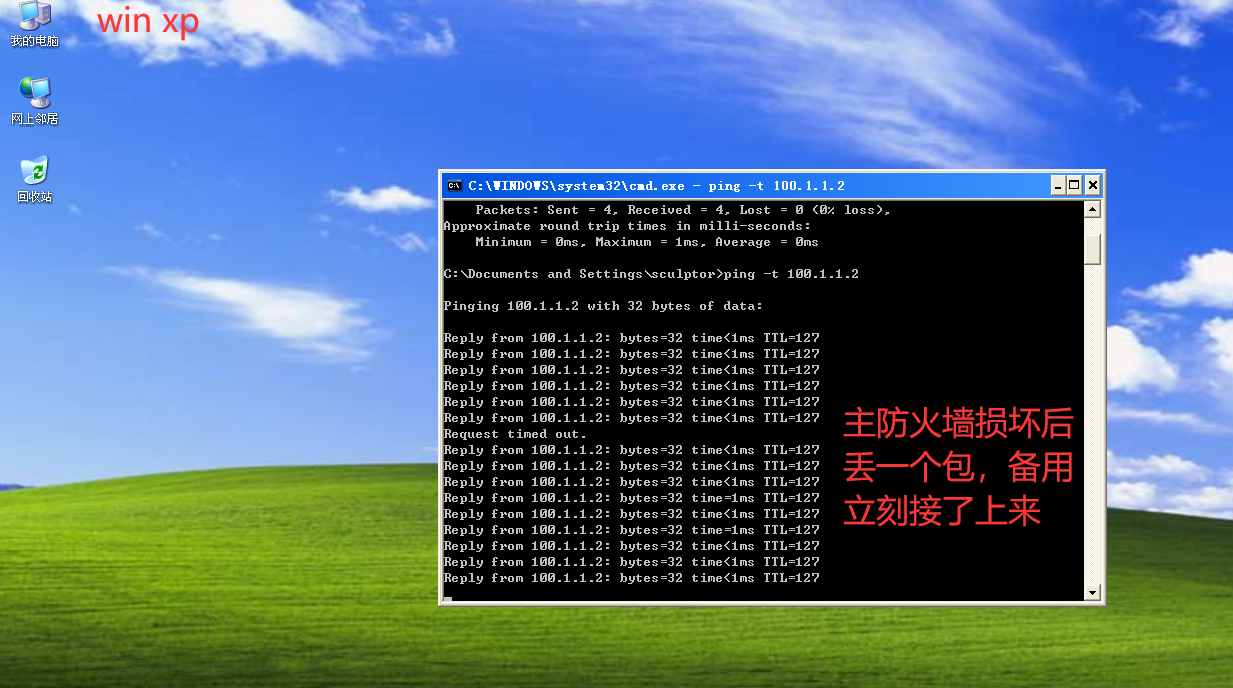 win xp
我的电脑
网上邻居
回收站
C:\WINDOWS\system32\cmd.exe - ping -t 100.1.1.2
Packets: Sent = 4, Received = 4, Lost = 0 (0% loss),
Approximate round trip times in milli-seconds:
Minimum = 0ms, Maximum = 1ms, Average = 0ms
C:\Documents and Settings\sculptor>ping -t 100.1.1.2
Pinging 100.1.1.2 with 32 bytes of data:
Reply from 100.1.1.2: bytes=32 time<1ms TTL=127
Reply from 100.1.1.2: bytes=32 time<1ms TTL=127
Reply from 100.1.1.2: bytes=32 time<1ms TTL=127
Reply from 100.1.1.2: bytes=32 time<1ms TTL=127
Reply from 100.1.1.2: bytes=32 time<1ms TTL=127
Reply from 100.1.1.2: bytes=32 time<1ms TTL=127
Request timed out.
Reply from 100.1.1.2: bytes=32 time<1ms TTL=127
Reply from 100.1.1.2: bytes=32 time<1ms TTL=127
Reply from 100.1.1.2: bytes=32 time<1ms TTL=127
Reply from 100.1.1.2: bytes=32 time=1ms TTL=127
Reply from 100.1.1.2: bytes=32 time<1ms TTL=127
Reply from 100.1.1.2: bytes=32 time=1ms TTL=127
Reply from 100.1.1.2: bytes=32 time<1ms TTL=127
Reply from 100.1.1.2: bytes=32 time<1ms TTL=127
Reply from 100.1.1.2: bytes=32 time<1ms TTL=127
主防火墙损坏后
丢一个包，备用
立刻接了上来